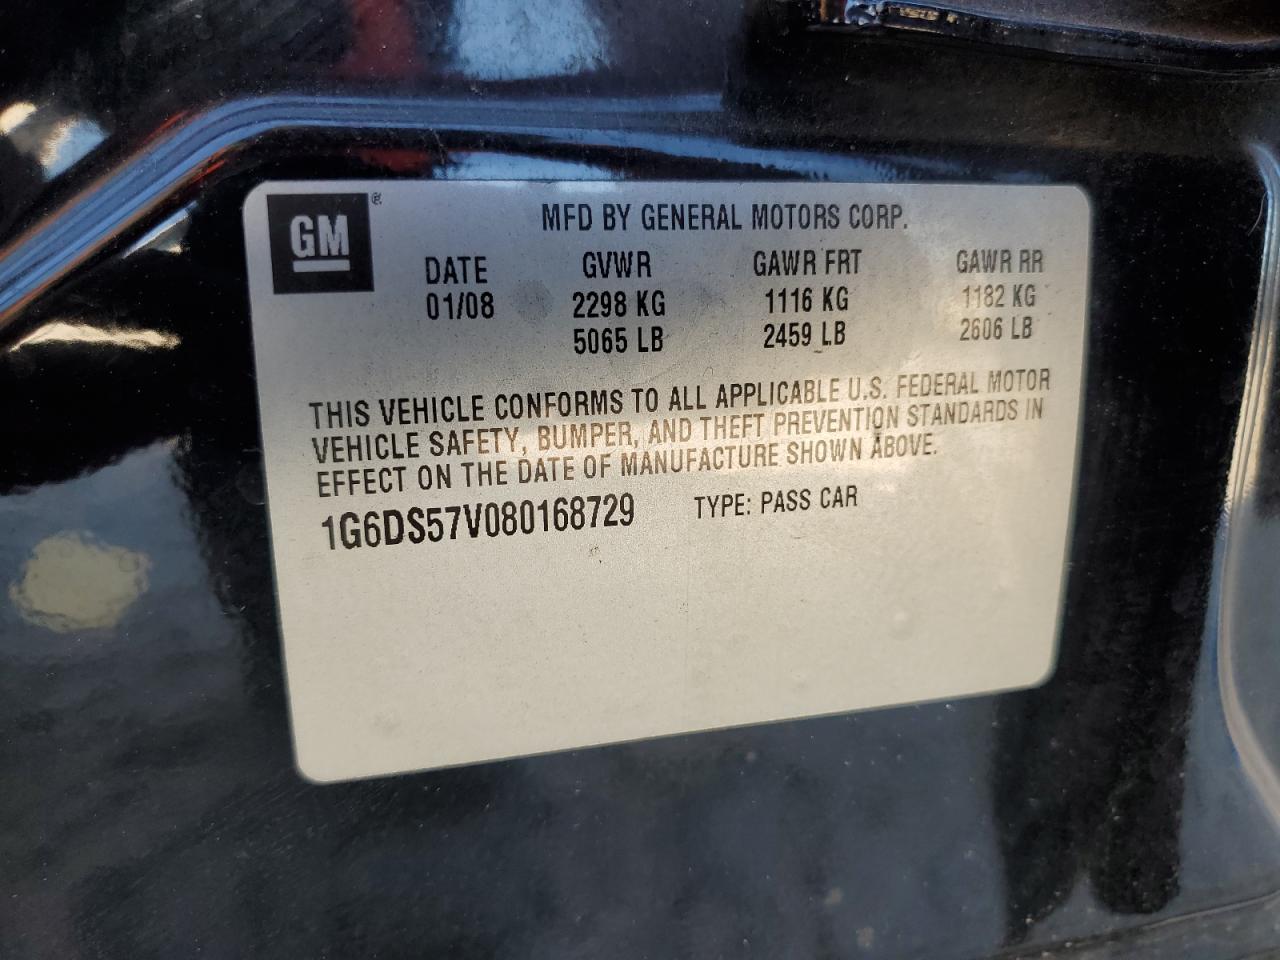 GM ®
MFD BY GENERAL MOTORS CORP.
DATE GVWR GAWR FRT GAWR RR
01/08 2298 KG 1116 KG 1182 KG
5065 LB 2459 LB 2606 LB
THIS VEHICLE CONFORMS TO ALL APPLICABLE U.S. FEDERAL MOTOR
VEHICLE SAFETY, BUMPER, AND THEFT PREVENTION STANDARDS IN
EFFECT ON THE DATE OF MANUFACTURE SHOWN ABOVE.
1G6DS57V080168729 TYPE: PASS CAR